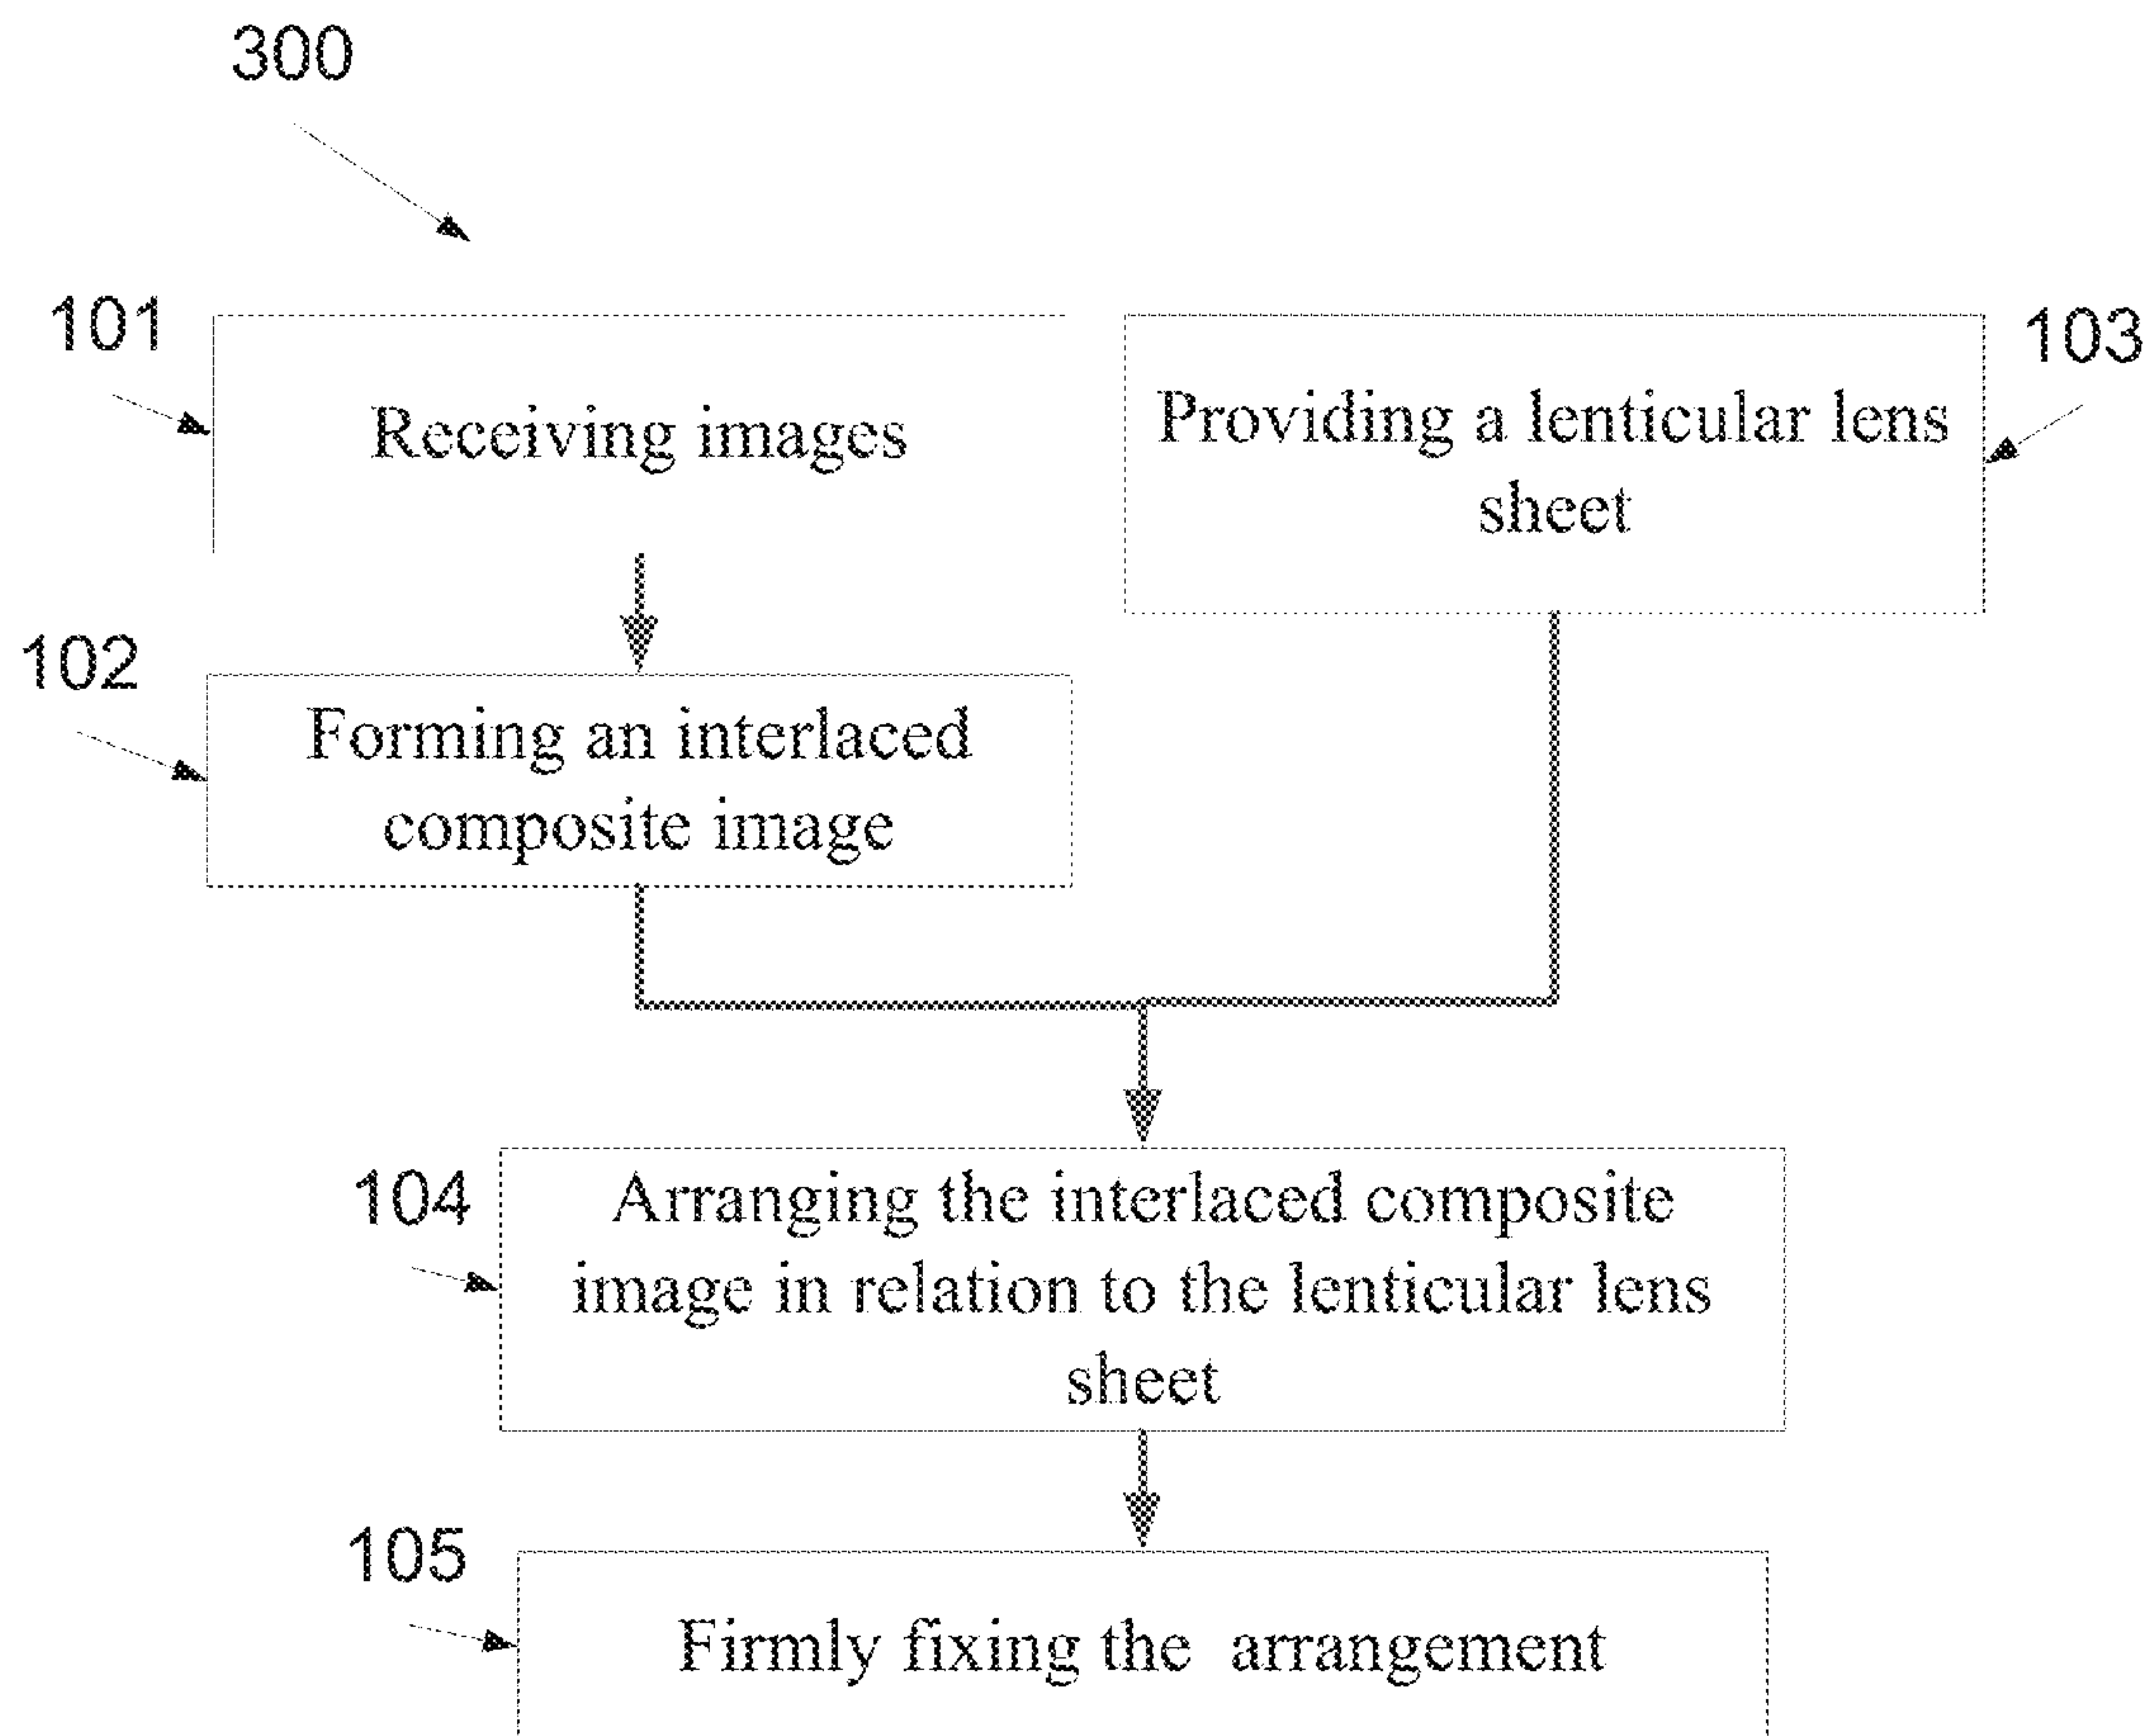 300
101
Receiving images
103
Providing a lenticular lens
sheet
102
Forming an interlaced
composite image
104
Arranging the interlaced composite
image in relation to the lenticular lens
sheet
105
Firmly fixing the arrangement